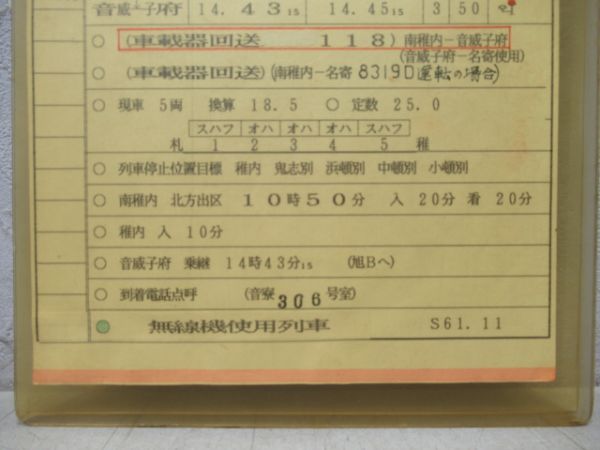 音威子府 14.43 15 14.45 15 3 50
○ (車載器回送 118) 南稚内－音威子府
(音威子府－名寄使用)
○ (車載器回送) (南稚内－名寄 8319D運転の場合)
○ 現車 5両 換算 18.5 ○ 定数 25.0
スハフ オハ オハ オハ スハフ
札 1 2 3 4 5 稚
○ 列車停止位置目標 稚内 鬼志別 浜頓別 中頓別 小頓別
○ 南稚内 北方出区 10時50分 入 20分 着 20分
○ 稚内 入 10分
○ 音威子府 乗継 14時43分15 (旭Bへ)
○ 到着電話点呼 (音寮306号室)
無線機使用列車 S61.11